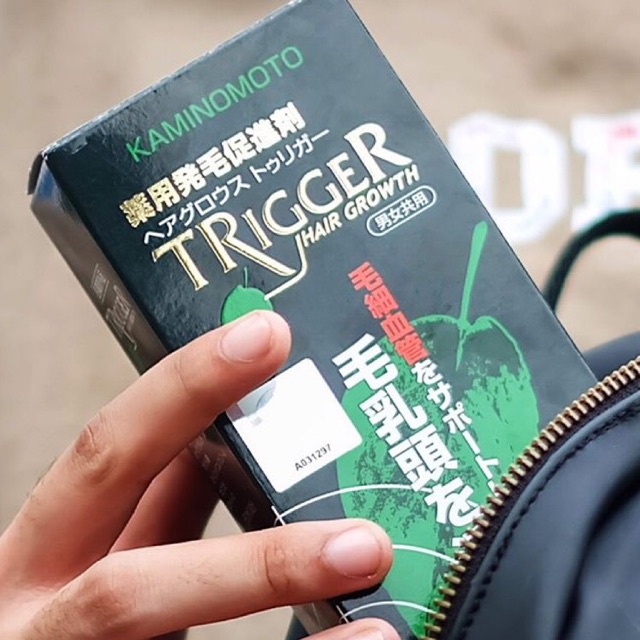 KAMINOMOTO
薬用発毛促進剤
ヘアグロウス トゥリガー
TRIGGER
HAIR GROWTH
男女共用
毛細血管をサポート
毛乳頭を
A031297